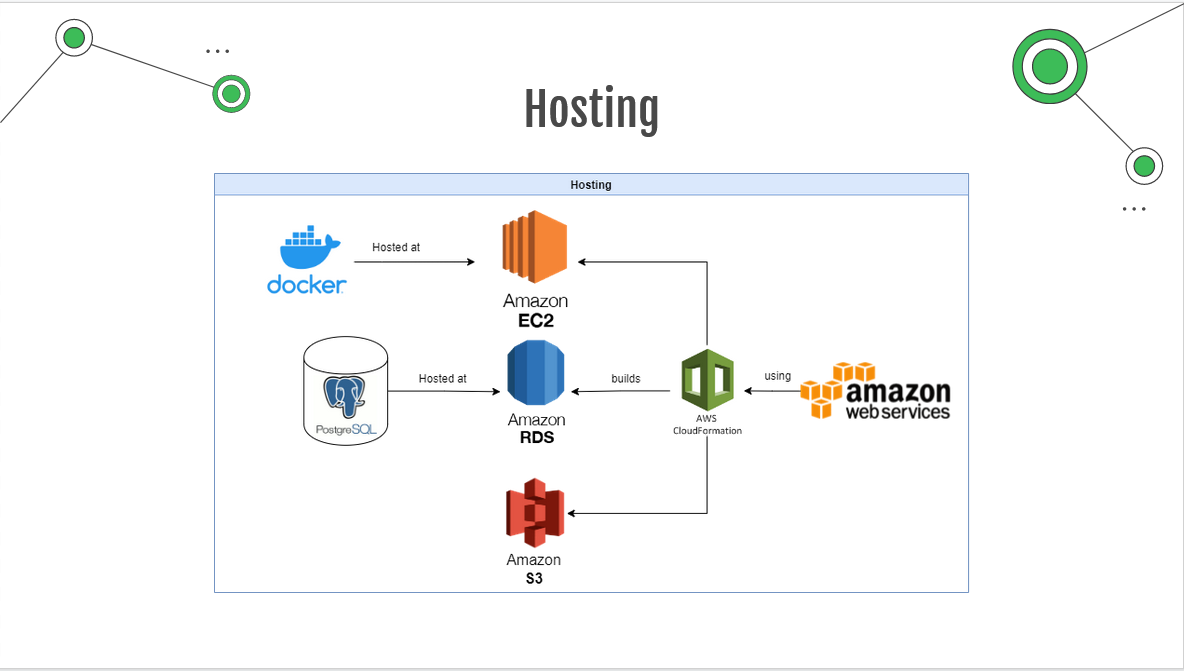 Hosting
Hosting
docker
Hosted at
Amazon
EC2
PostgreSQL
Hosted at
Amazon
RDS
builds
AWS
CloudFormation
using
amazon
web services
Amazon
S3